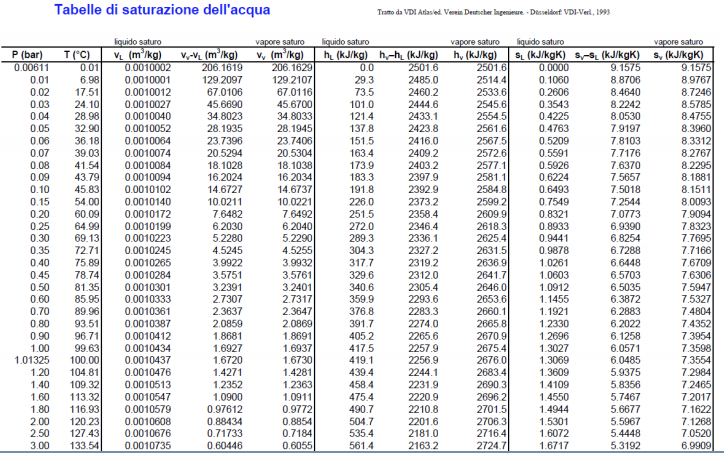 Tabelle di saturazione dell'acqua
Tratto da VDI Atlas/ed. Verein Deutscher Ingenieure. - Düsseldorf: VDI-Verl., 1993
liquido saturo vapore saturo liquido saturo vapore saturo liquido saturo vapore saturo
P (bar) T (°C) vL (m3/kg) vv-vL (m3/kg) vv (m3/kg) hL (kJ/kg) hv–hL (kJ/kg) hv (kJ/kg) sL (kJ/kgK) sv–sL (kJ/kgK) sv (kJ/kgK)
0.00611 0.01 0.0010002 206.1619 206.1629 0.0 2501.6 2501.6 0.0000 9.1575 9.1575
0.01 6.98 0.0010001 129.2097 129.2107 29.3 2485.0 2514.4 0.1060 8.8706 8.9767
0.02 17.51 0.0010012 67.0106 67.0116 73.5 2460.2 2533.6 0.2606 8.4640 8.7246
0.03 24.10 0.0010027 45.6690 45.6700 101.0 2444.6 2545.6 0.3543 8.2242 8.5785
0.04 28.98 0.0010040 34.8023 34.8033 121.4 2433.1 2554.5 0.4225 8.0530 8.4755
0.05 32.90 0.0010052 28.1935 28.1945 137.8 2423.8 2561.6 0.4763 7.9197 8.3960
0.06 36.18 0.0010064 23.7396 23.7406 151.5 2416.0 2567.5 0.5209 7.8103 8.3312
0.07 39.03 0.0010074 20.5294 20.5304 163.4 2409.2 2572.6 0.5591 7.7176 8.2767
0.08 41.54 0.0010084 18.1028 18.1038 173.9 2403.2 2577.1 0.5926 7.6370 8.2295
0.09 43.79 0.0010094 16.2024 16.2034 183.3 2397.9 2581.1 0.6224 7.5657 8.1881
0.10 45.83 0.0010102 14.6727 14.6737 191.8 2392.9 2584.8 0.6493 7.5018 8.1511
0.15 54.00 0.0010140 10.0211 10.0221 226.0 2373.2 2599.2 0.7549 7.2544 8.0093
0.20 60.09 0.0010172 7.6482 7.6492 251.5 2358.4 2609.9 0.8321 7.0773 7.9094
0.25 64.99 0.0010199 6.2030 6.2040 272.0 2346.4 2618.3 0.8933 6.9390 7.8323
0.30 69.13 0.0010223 5.2280 5.2290 289.3 2336.1 2625.4 0.9441 6.8254 7.7695
0.35 72.71 0.0010245 4.5245 4.5255 304.3 2327.2 2631.5 0.9878 6.7288 7.7166
0.40 75.89 0.0010265 3.9922 3.9932 317.7 2319.2 2636.9 1.0261 6.6448 7.6709
0.45 78.74 0.0010284 3.5751 3.5761 329.6 2312.0 2641.7 1.0603 6.5703 7.6306
0.50 81.35 0.0010301 3.2391 3.2401 340.6 2305.4 2646.0 1.0912 6.5035 7.5947
0.60 85.95 0.0010333 2.7307 2.7317 359.9 2293.6 2653.6 1.1455 6.3872 7.5327
0.70 89.96 0.0010361 2.3637 2.3647 376.8 2283.3 2660.1 1.1921 6.2883 7.4804
0.80 93.51 0.0010387 2.0859 2.0869 391.7 2274.0 2665.8 1.2330 6.2022 7.4352
0.90 96.71 0.0010412 1.8681 1.8691 405.2 2265.6 2670.9 1.2696 6.1258 7.3954
1.00 99.63 0.0010434 1.6927 1.6937 417.5 2257.9 2675.4 1.3027 6.0571 7.3598
1.01325 100.00 0.0010437 1.6720 1.6730 419.1 2256.9 2676.0 1.3069 6.0485 7.3554
1.20 104.81 0.0010476 1.4271 1.4281 439.4 2244.1 2683.4 1.3609 5.9375 7.2984
1.40 109.32 0.0010513 1.2352 1.2363 458.4 2231.9 2690.3 1.4109 5.8356 7.2465
1.60 113.32 0.0010547 1.0900 1.0911 475.4 2220.9 2696.2 1.4550 5.7467 7.2017
1.80 116.93 0.0010579 0.97612 0.9772 490.7 2210.8 2701.5 1.4944 5.6677 7.1622
2.00 120.23 0.0010608 0.88434 0.8854 504.7 2201.6 2706.3 1.5301 5.5967 7.1268
2.50 127.43 0.0010676 0.71733 0.7184 535.4 2181.0 2716.4 1.6072 5.4448 7.0520
3.00 133.54 0.0010735 0.60446 0.6055 561.4 2163.2 2724.7 1.6717 5.3192 6.9909